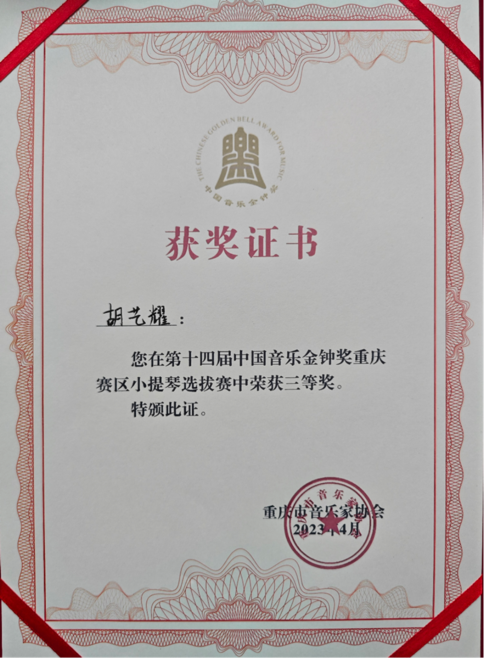 THE CHINESE GOLDEN BELL AWARD FOR MUSIC
中国音乐金钟奖
获奖证书
胡艺耀：
您在第十四届中国音乐金钟奖重庆
赛区小提琴选拔赛中荣获三等奖。
特颁此证。
重庆市音乐家协会
2023年4月